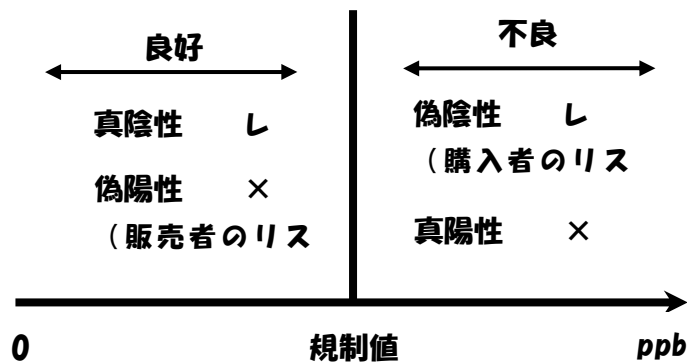 良好
真陰性 レ
偽陽性 ×
(販売者のリス
不良
偽陰性 レ
(購入者のリス
真陽性 ×
0 規制値 ppb